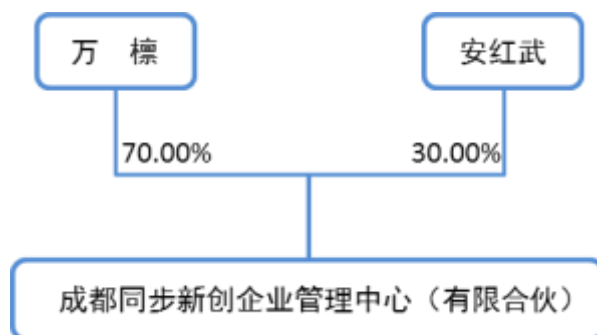 万 檩
安红武
70.00%
30.00%
成都同步新创企业管理中心（有限合伙）